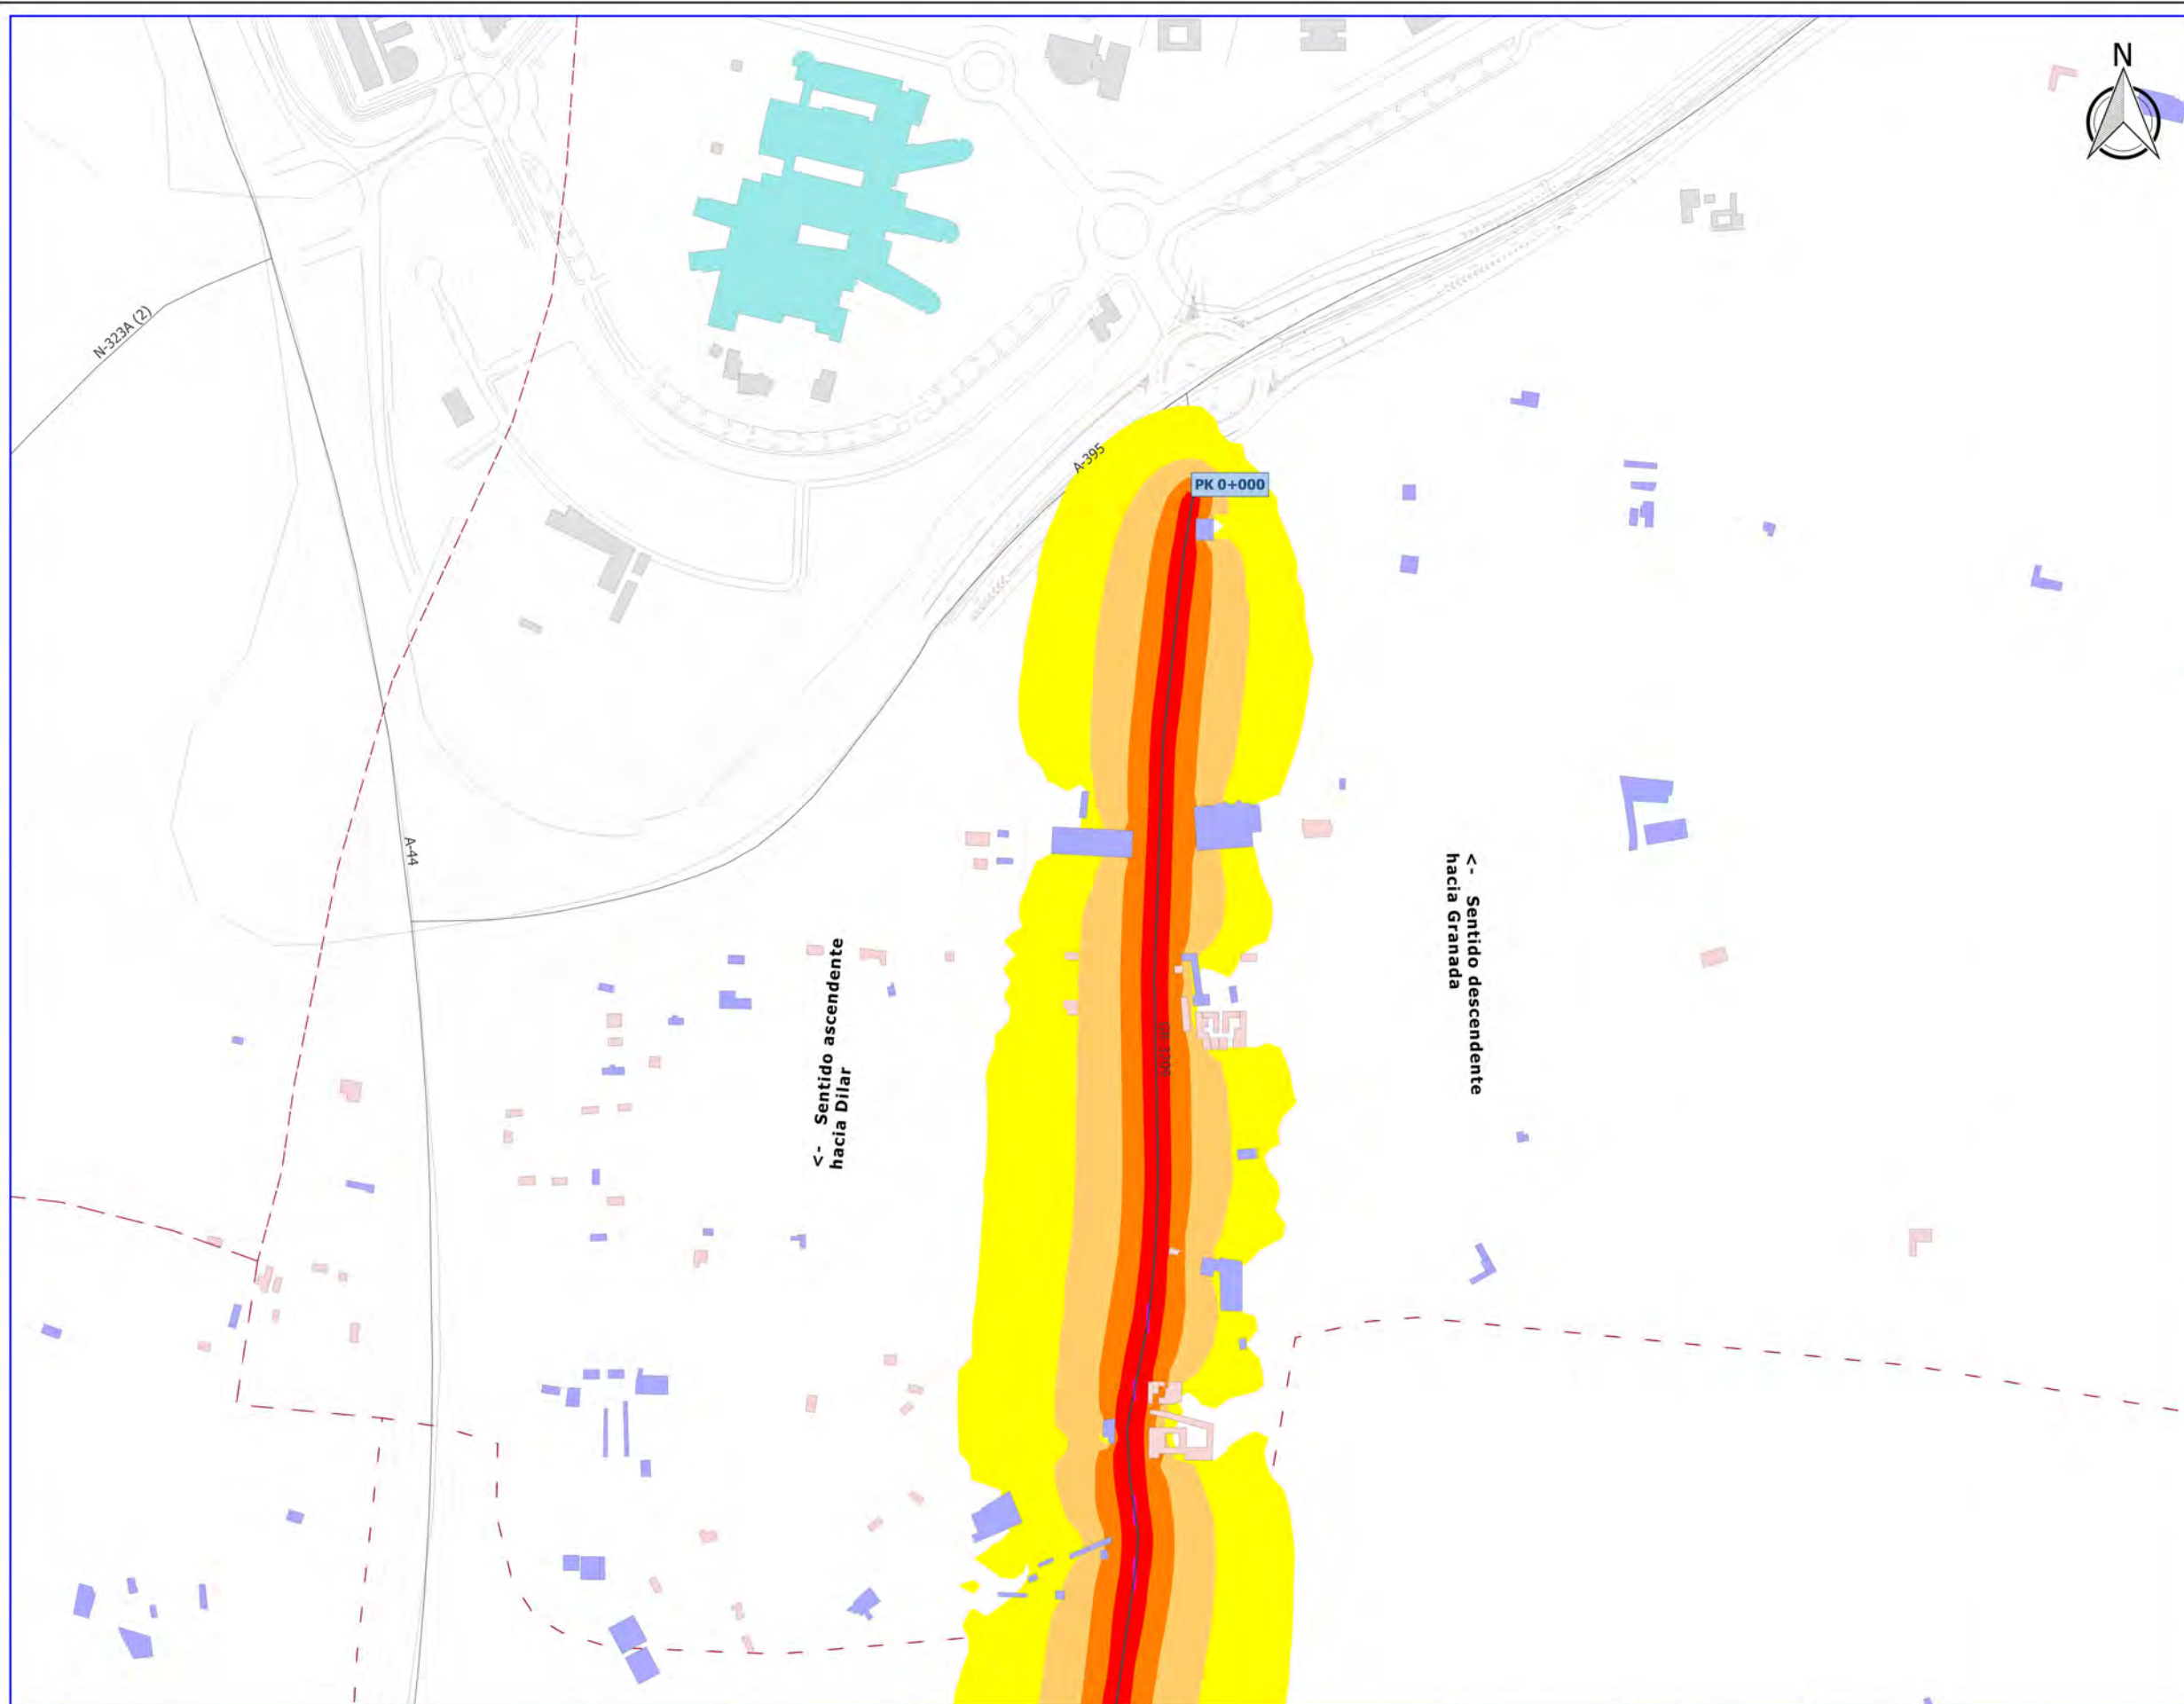 N
N-323A (2)
A-395
PK 0+000
A-44
<- Sentido descendente
hacia Granada
<- Sentido ascendente
hacia Dilar